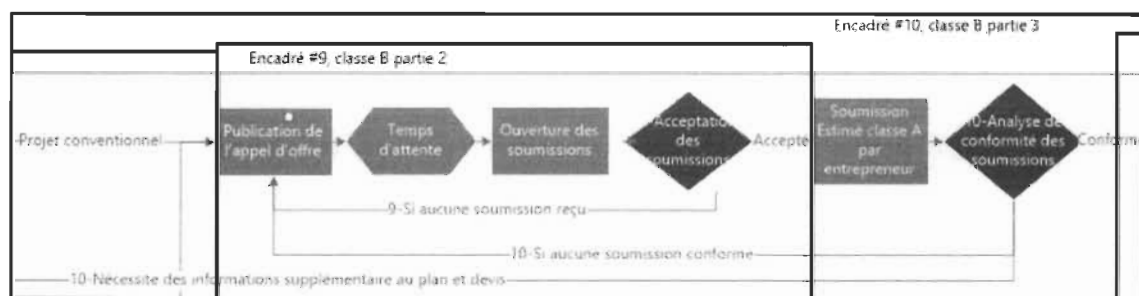 Encadré #10, classe B partie 3
Encadré #9, classe B partie 2
Projet conventionnel
Publication de
l'appel d'offre
Temps
d'attente
Ouverture des
soumissions
Acceptation
des
soumissions
Accepté
Soumission
Estimé classe A
par
entrepreneur
10-Analyse de
conformité des
soumissions
Conforme
9-Si aucune soumission reçu
10-Si aucune soumission conforme
10-Nécessite des informations supplémentaire au plan et devis